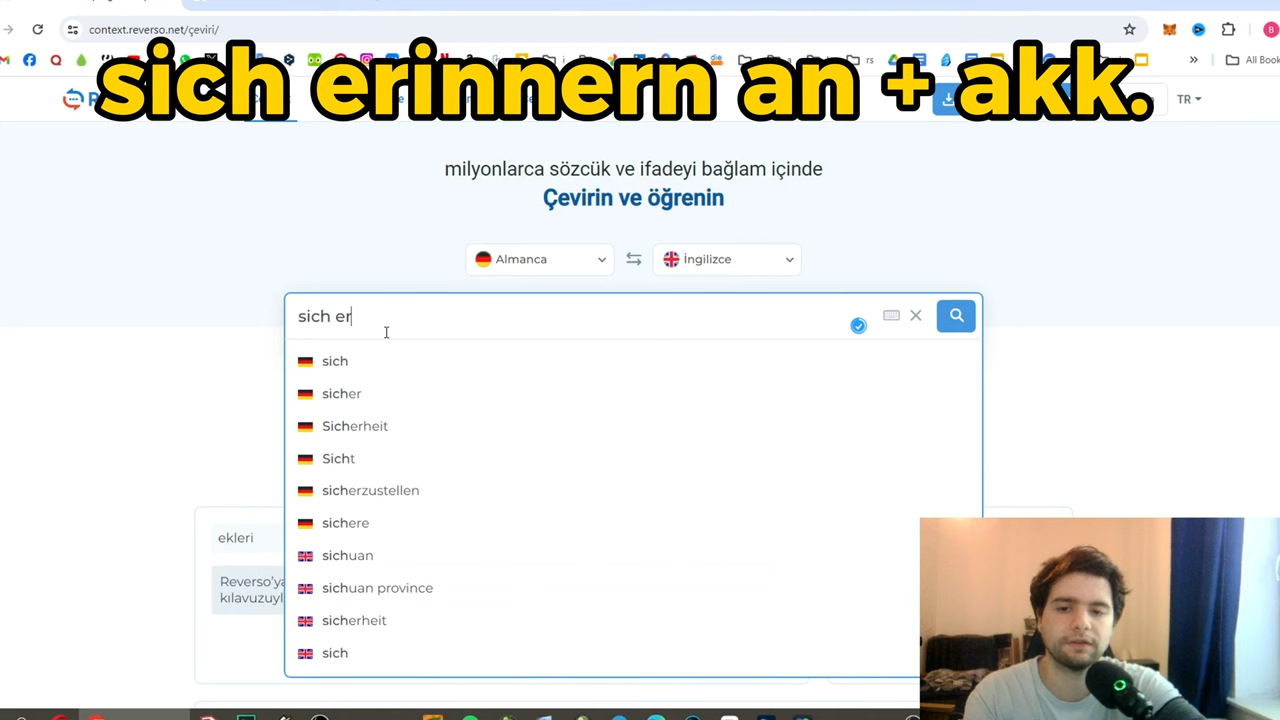 context.reverso.net/çeviri/
All Book
sich erinnern an + akk.
TR
milyonlarca sözcük ve ifadeyi bağlam içinde
Çevirin ve öğrenin
Almanca
İngilizce
sich er
sich
sicher
Sicherheit
Sicht
sicherzustellen
sichere
sichuan
sichuan province
sicherheit
sich
ekleri
Reverso'ya
kılavuzuyl